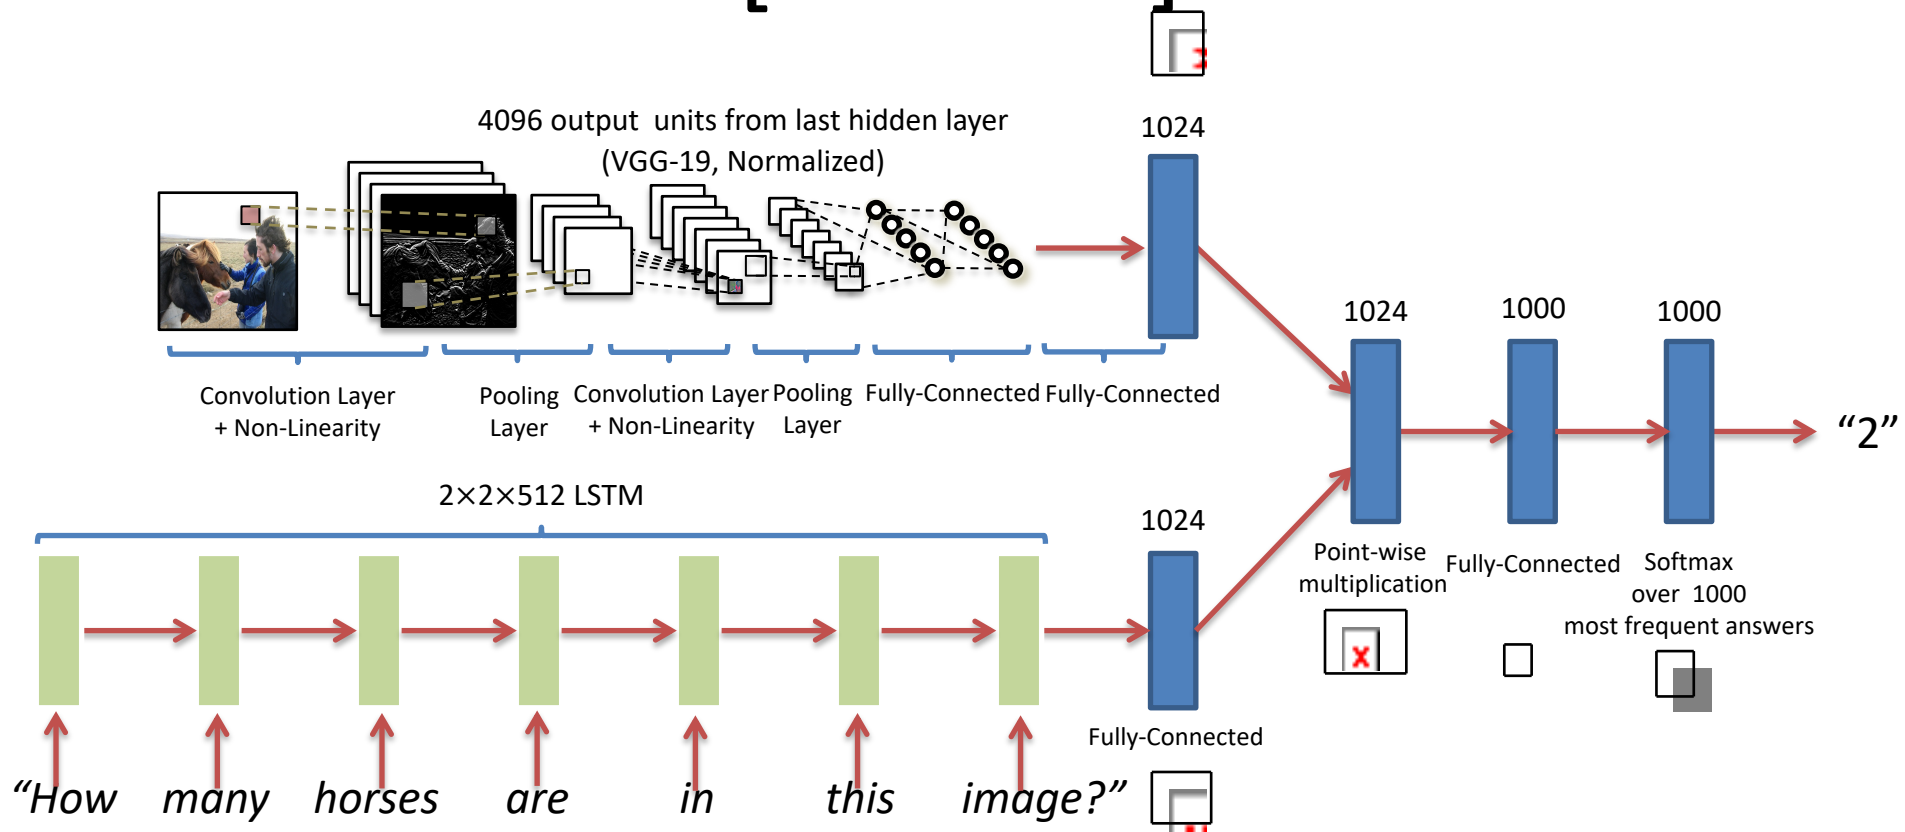 4096 output units from last hidden layer
(VGG-19, Normalized)
1024
Convolution Layer
+ Non-Linearity
Pooling
Layer
Convolution Layer
+ Non-Linearity
Pooling
Layer
Fully-Connected
Fully-Connected
2×2×512 LSTM
1024
Fully-Connected
“How many horses are in this image?”
1024
Point-wise
multiplication
1000
Fully-Connected
1000
Softmax
over 1000
most frequent answers
“2”